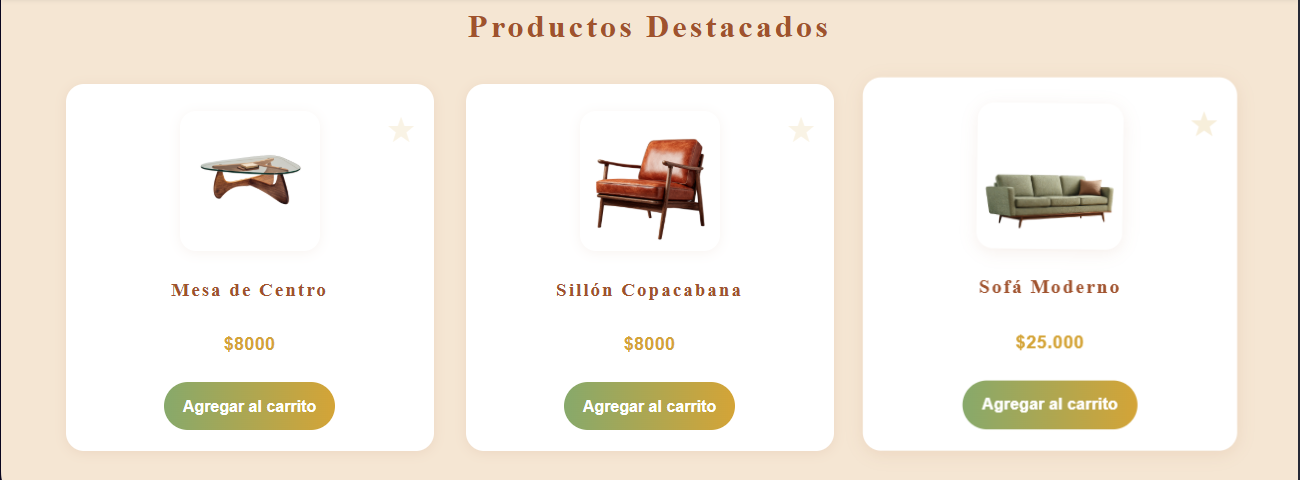 Productos Destacados
Mesa de Centro
$8000
Agregar al carrito
Sillón Copacabana
$8000
Agregar al carrito
Sofá Moderno
$25.000
Agregar al carrito